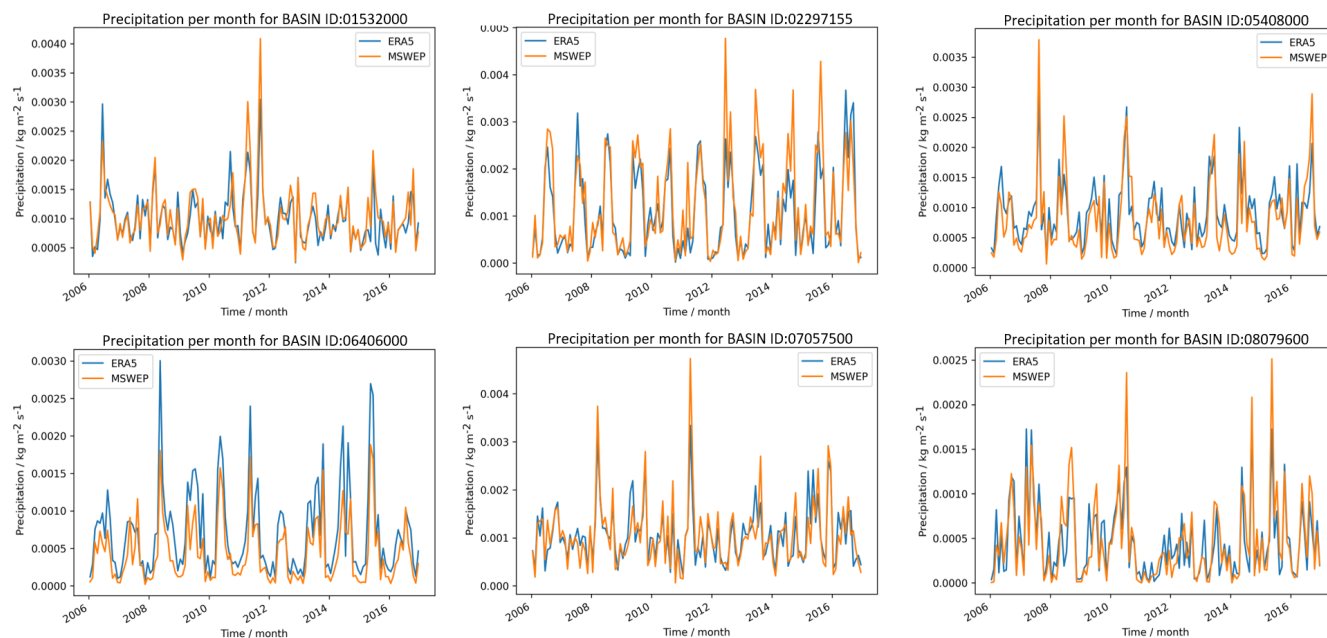 Precipitation per month for BASIN ID:01532000
Precipitation / kg m⁻² s⁻¹
0.0040
0.0035
0.0030
0.0025
0.0020
0.0015
0.0010
0.0005
ERA5
MSWEP
2006
2008
2010
2012
2014
2016
Time / month
Precipitation per month for BASIN ID:02297155
Precipitation / kg m⁻² s⁻¹
0.005
0.004
0.003
0.002
0.001
0.000
ERA5
MSWEP
2006
2008
2010
2012
2014
2016
Time / month
Precipitation per month for BASIN ID:05408000
Precipitation / kg m⁻² s⁻¹
0.0035
0.0030
0.0025
0.0020
0.0015
0.0010
0.0005
0.0000
ERA5
MSWEP
2006
2008
2010
2012
2014
2016
Time / month
Precipitation per month for BASIN ID:06406000
Precipitation / kg m⁻² s⁻¹
0.0030
0.0025
0.0020
0.0015
0.0010
0.0005
0.0000
ERA5
MSWEP
2006
2008
2010
2012
2014
2016
Time / month
Precipitation per month for BASIN ID:07057500
Precipitation / kg m⁻² s⁻¹
0.004
0.003
0.002
0.001
0.000
ERA5
MSWEP
2006
2008
2010
2012
2014
2016
Time / month
Precipitation per month for BASIN ID:08079600
Precipitation / kg m⁻² s⁻¹
0.0025
0.0020
0.0015
0.0010
0.0005
0.0000
ERA5
MSWEP
2006
2008
2010
2012
2014
2016
Time / month